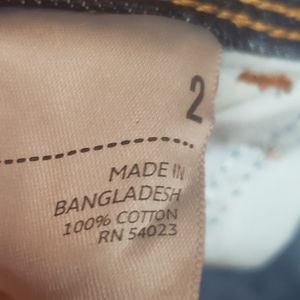 2
MADE IN
BANGLADESH
100% COTTON
RN 54023